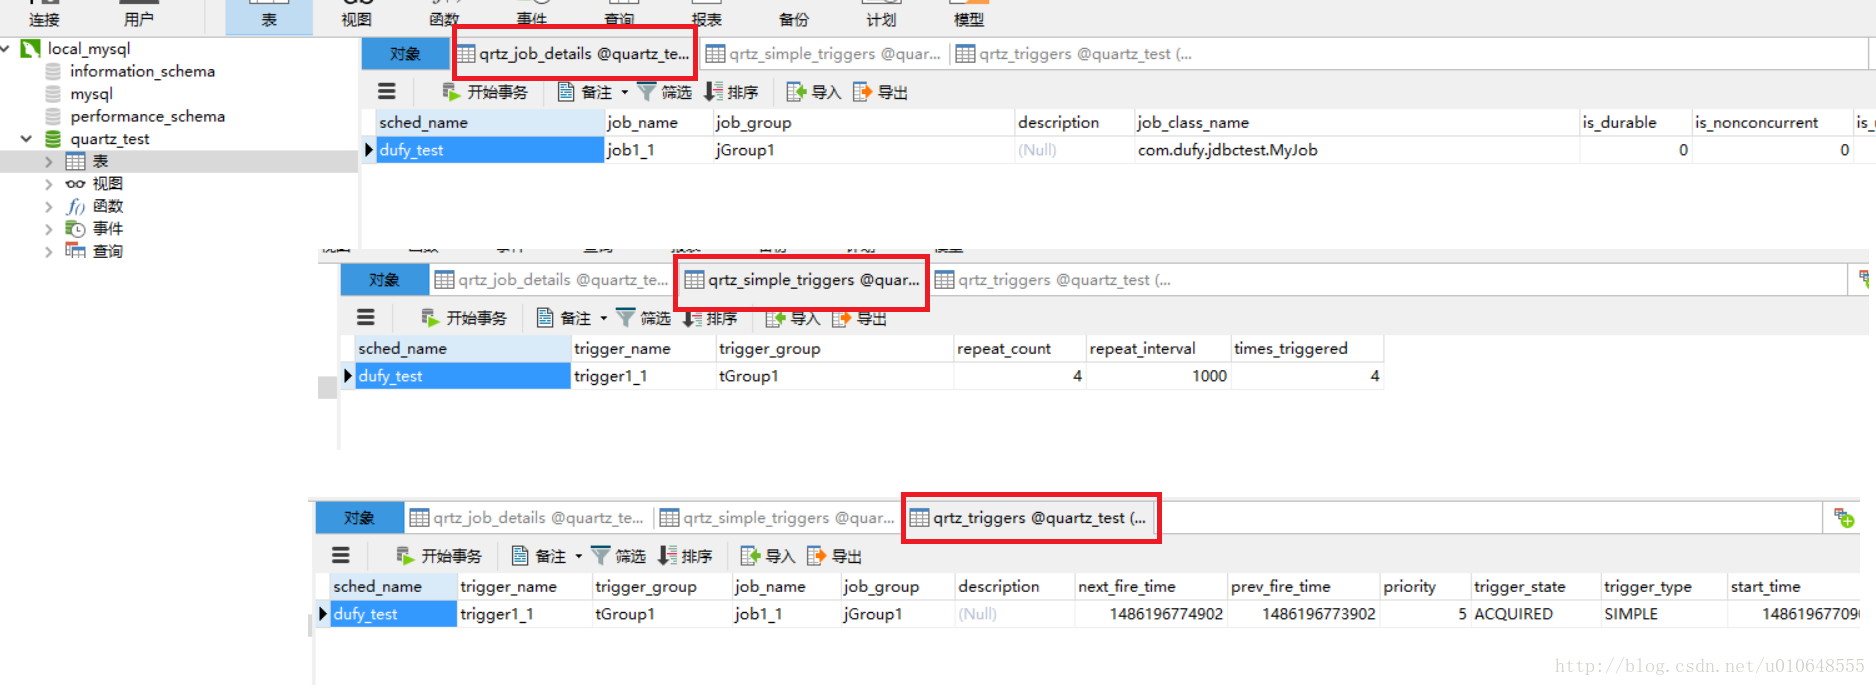 连接 用户 表 视图 函数 事件 查询 报表 备份 计划 模型
local_mysql
information_schema
mysql
performance_schema
quartz_test
表
视图
函数
事件
查询
对象 qrtz_job_details @quartz_te... qrtz_simple_triggers @quar... qrtz_triggers @quartz_test (...
开始事务 备注 筛选 排序 导入 导出
sched_name job_name job_group description job_class_name is_durable is_nonconcurrent is_
dufy_test job1_1 jGroup1 (Null) com.dufy.jdbctest.MyJob 0 0
对象 qrtz_job_details @quartz_te... qrtz_simple_triggers @quar... qrtz_triggers @quartz_test (...
开始事务 备注 筛选 排序 导入 导出
sched_name trigger_name trigger_group repeat_count repeat_interval times_triggered
dufy_test trigger1_1 tGroup1 4 1000 4
对象 qrtz_job_details @quartz_te... qrtz_simple_triggers @quar... qrtz_triggers @quartz_test (...
开始事务 备注 筛选 排序 导入 导出
sched_name trigger_name trigger_group job_name job_group description next_fire_time prev_fire_time priority trigger_state trigger_type start_time
dufy_test trigger1_1 tGroup1 job1_1 jGroup1 (Null) 1486196774902 1486196773902 5 ACQUIRED SIMPLE 14861967709
http://blog.csdn.net/u010648555